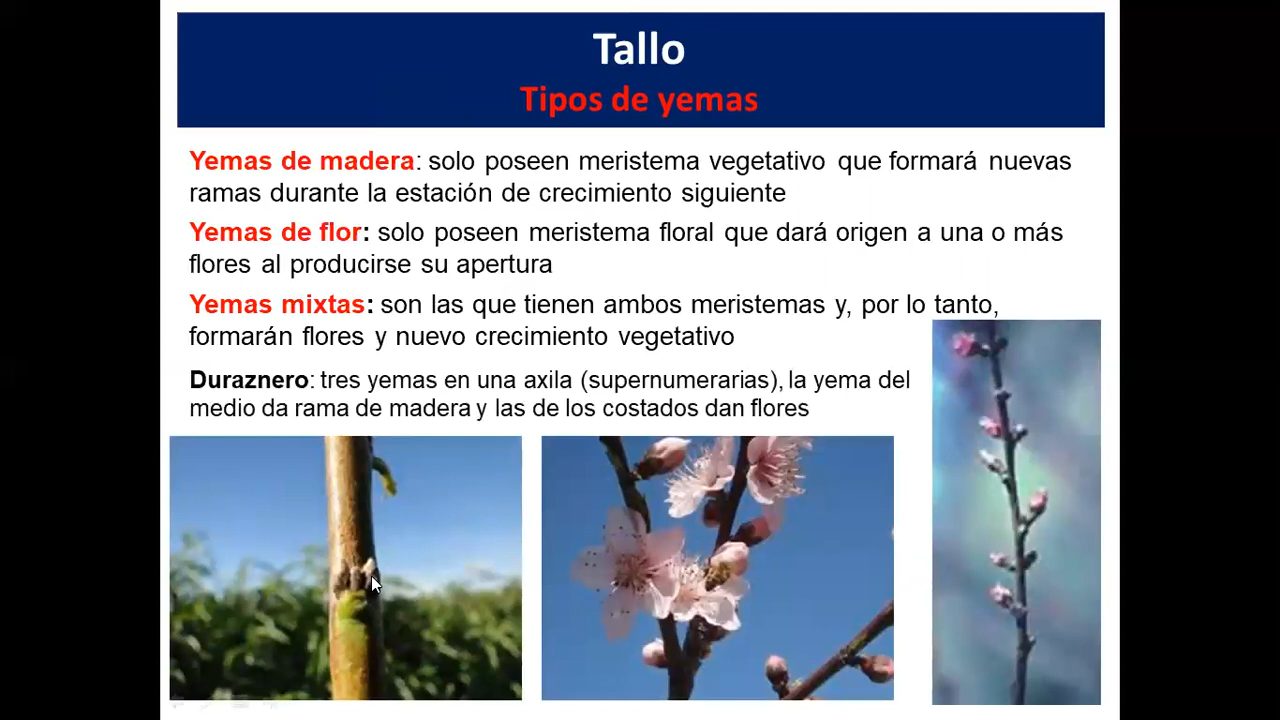 Tallo
Tipos de yemas
Yemas de madera: solo poseen meristema vegetativo que formará nuevas
ramas durante la estación de crecimiento siguiente
Yemas de flor: solo poseen meristema floral que dará origen a una o más
flores al producirse su apertura
Yemas mixtas: son las que tienen ambos meristemas y, por lo tanto,
formarán flores y nuevo crecimiento vegetativo
Duraznero: tres yemas en una axila (supernumerarias), la yema del
medio da rama de madera y las de los costados dan flores